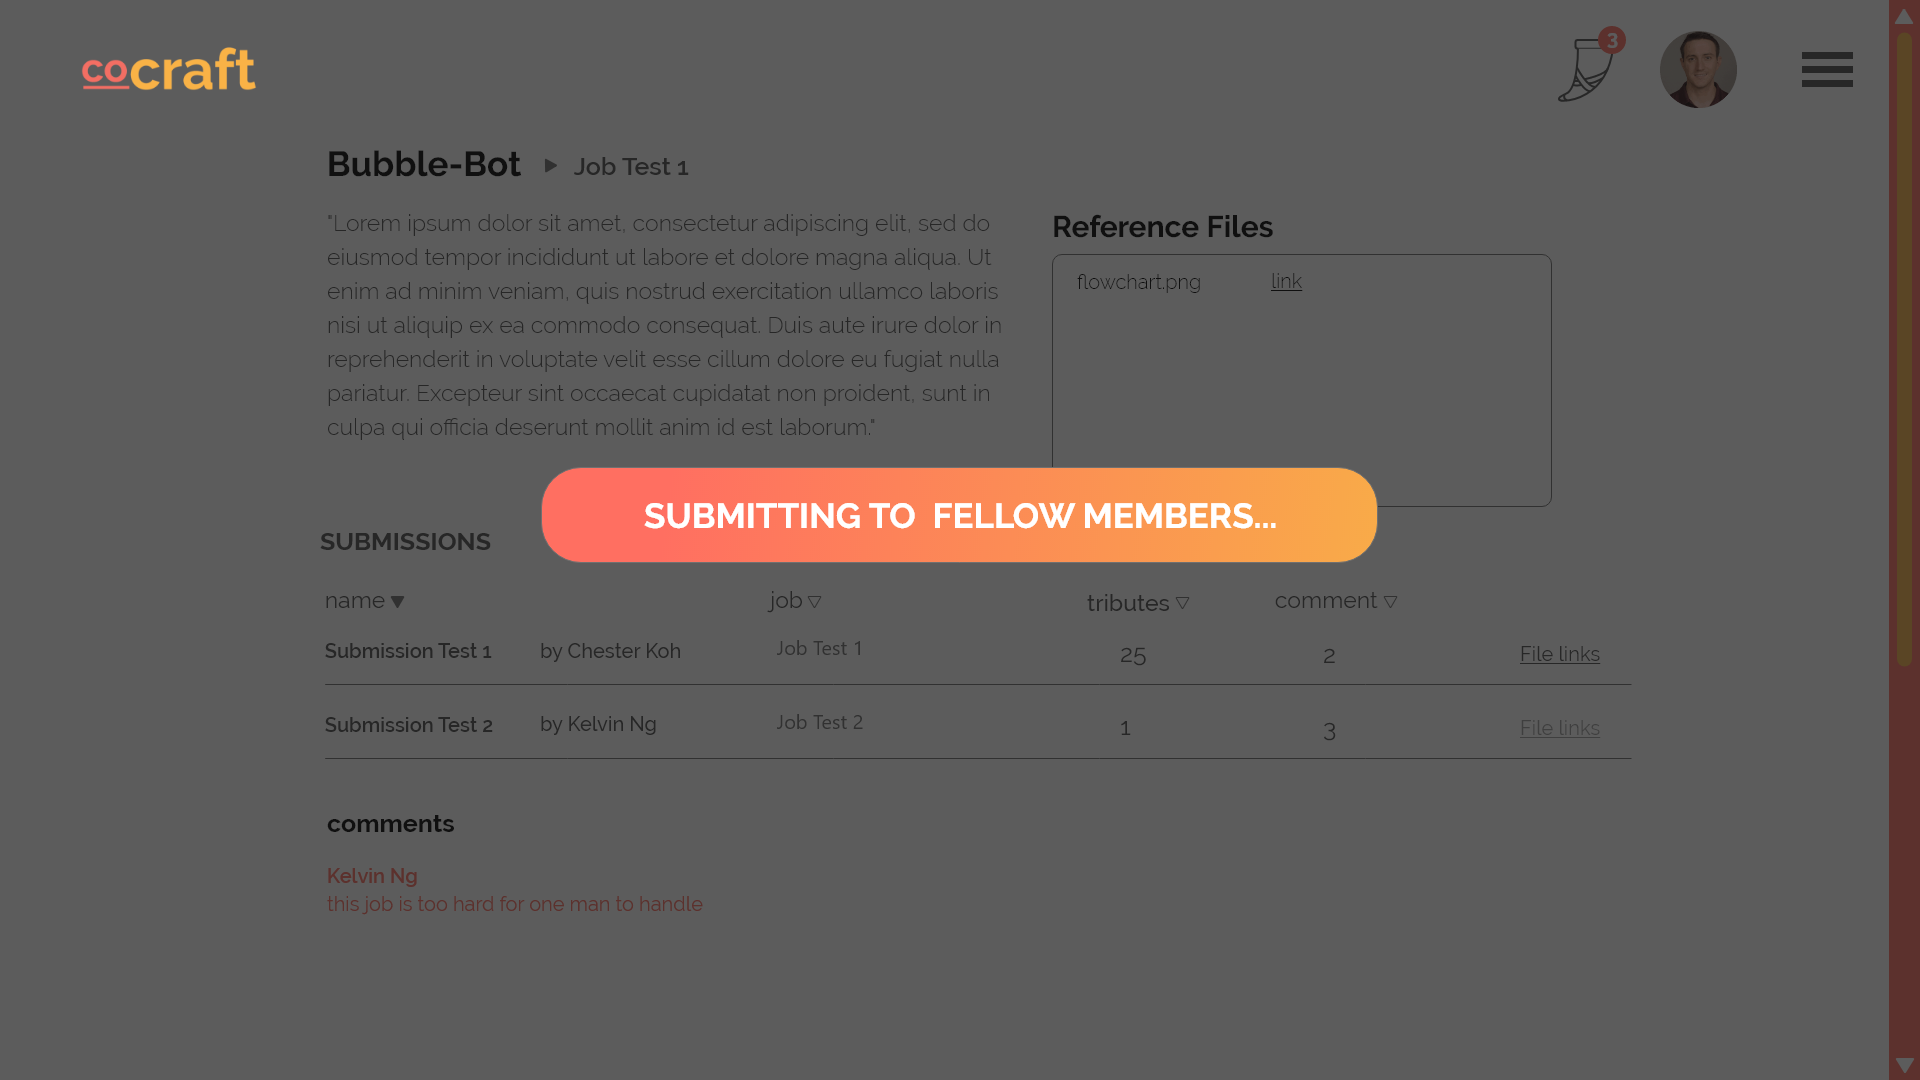 cocraft
3
Bubble-Bot ▶ Job Test 1
"Lorem ipsum dolor sit amet, consectetur adipiscing elit, sed do
eiusmod tempor incididunt ut labore et dolore magna aliqua. Ut
enim ad minim veniam, quis nostrud exercitation ullamco laboris
nisi ut aliquip ex ea commodo consequat. Duis aute irure dolor in
reprehenderit in voluptate velit esse cillum dolore eu fugiat nulla
pariatur. Excepteur sint occaecat cupidatat non proident, sunt in
culpa qui officia deserunt mollit anim id est laborum."
Reference Files
flowchart.png link
SUBMITTING TO FELLOW MEMBERS...
SUBMISSIONS
name ▼ job ▽ tributes ▽ comment ▽
Submission Test 1 by Chester Koh Job Test 1 25 2 File links
Submission Test 2 by Kelvin Ng Job Test 2 1 3 File links
comments
Kelvin Ng
this job is too hard for one man to handle